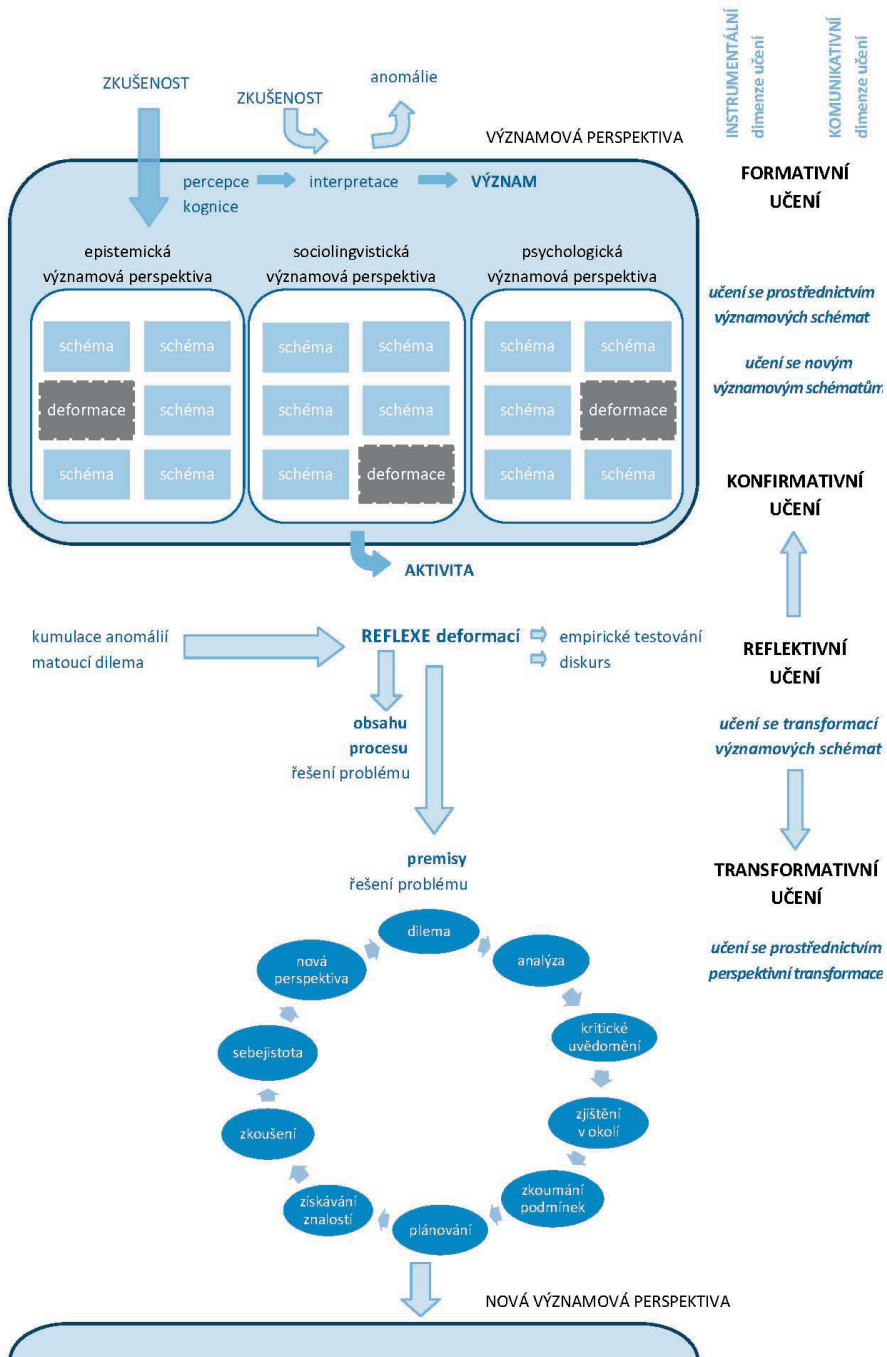 INSTRUMENTÁLNÍ
dimenze učení
KOMUNIKATIVNÍ
dimenze učení
ZKUŠENOST
ZKUŠENOST
anomálie
VÝZNAMOVÁ PERSPEKTIVA
percepce
kognice
interpretace
VÝZNAM
epistemická
významová perspektiva
sociolingvistická
významová perspektiva
psychologická
významová perspektiva
schéma
schéma
deformace
schéma
schéma
schéma
schéma
schéma
schéma
schéma
schéma
deformace
schéma
schéma
schéma
deformace
schéma
schéma
AKTIVITA
FORMATIVNÍ
UČENÍ
učení se prostřednictvím
významových schémat
učení se novým
významovým schématům
KONFIRMATIVNÍ
UČENÍ
kumulace anomálií
matoucí dilema
REFLEXE deformací
empirické testování
diskurs
obsahu
procesu
řešení problému
premisy
řešení problému
REFLEKTIVNÍ
UČENÍ
učení se transformací
významových schémat
TRANSFORMATIVNÍ
UČENÍ
učení se prostřednictvím
perspektivní transformace
dilema
analýza
kritické
uvědomění
zjištění
v okolí
zkoumání
podmínek
plánování
získávání
znalostí
zkoušení
sebejistota
nová
perspektiva
NOVÁ VÝZNAMOVÁ PERSPEKTIVA